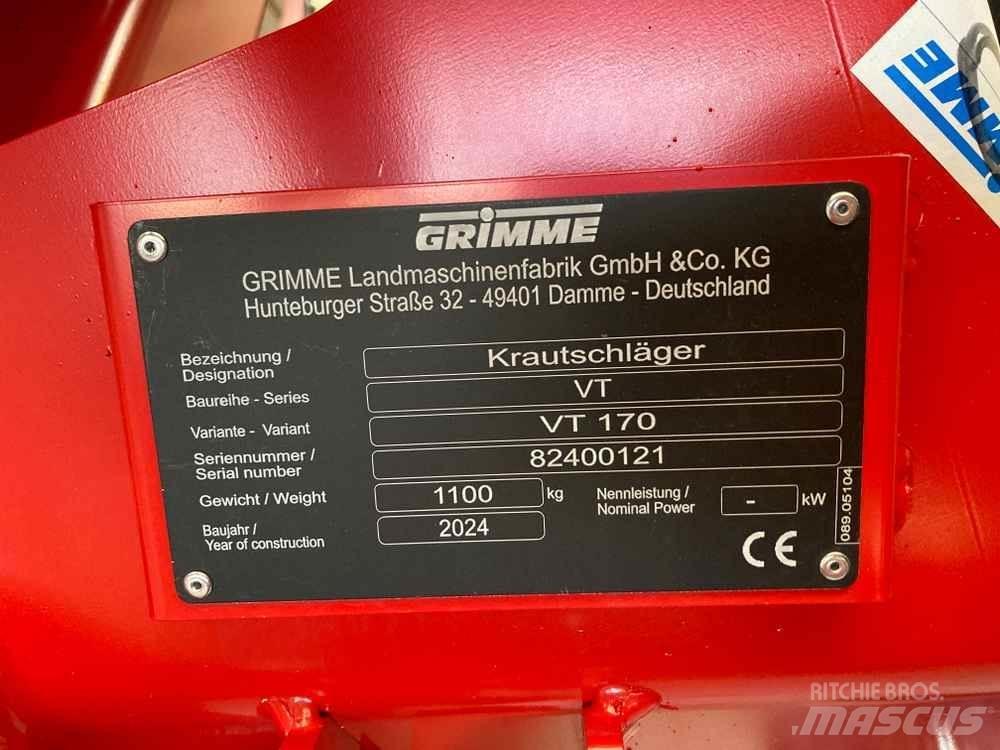 GRIMME
GRIMME Landmaschinenfabrik GmbH &Co. KG
Hunteburger Straße 32 - 49401 Damme - Deutschland
Bezeichnung /
Designation
Krautschläger
Baureihe - Series
VT
Variante - Variant
VT 170
Seriennummer /
Serial number
82400121
Gewicht / Weight
1100
kg
Nennleistung /
Nominal Power
-
kW
Baujahr /
Year of construction
2024
CE
089.05104
RITCHIE BROS.
MASCUS